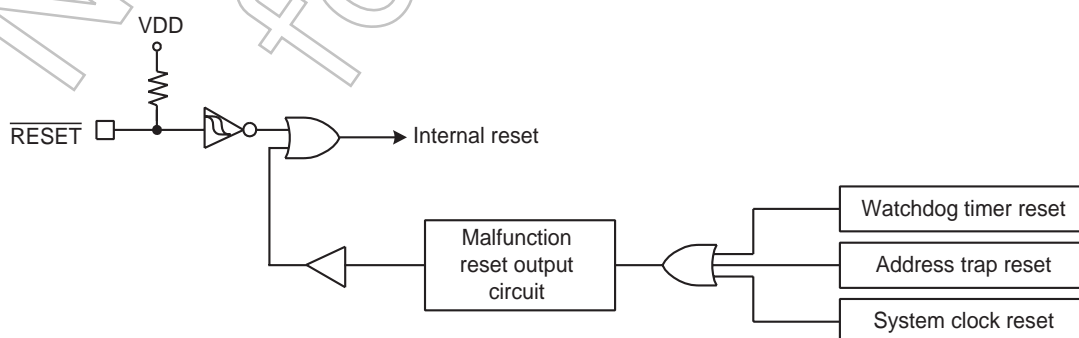 VDD
RESET
Internal reset
Watchdog timer reset
Malfunction
reset output
circuit
Address trap reset
System clock reset